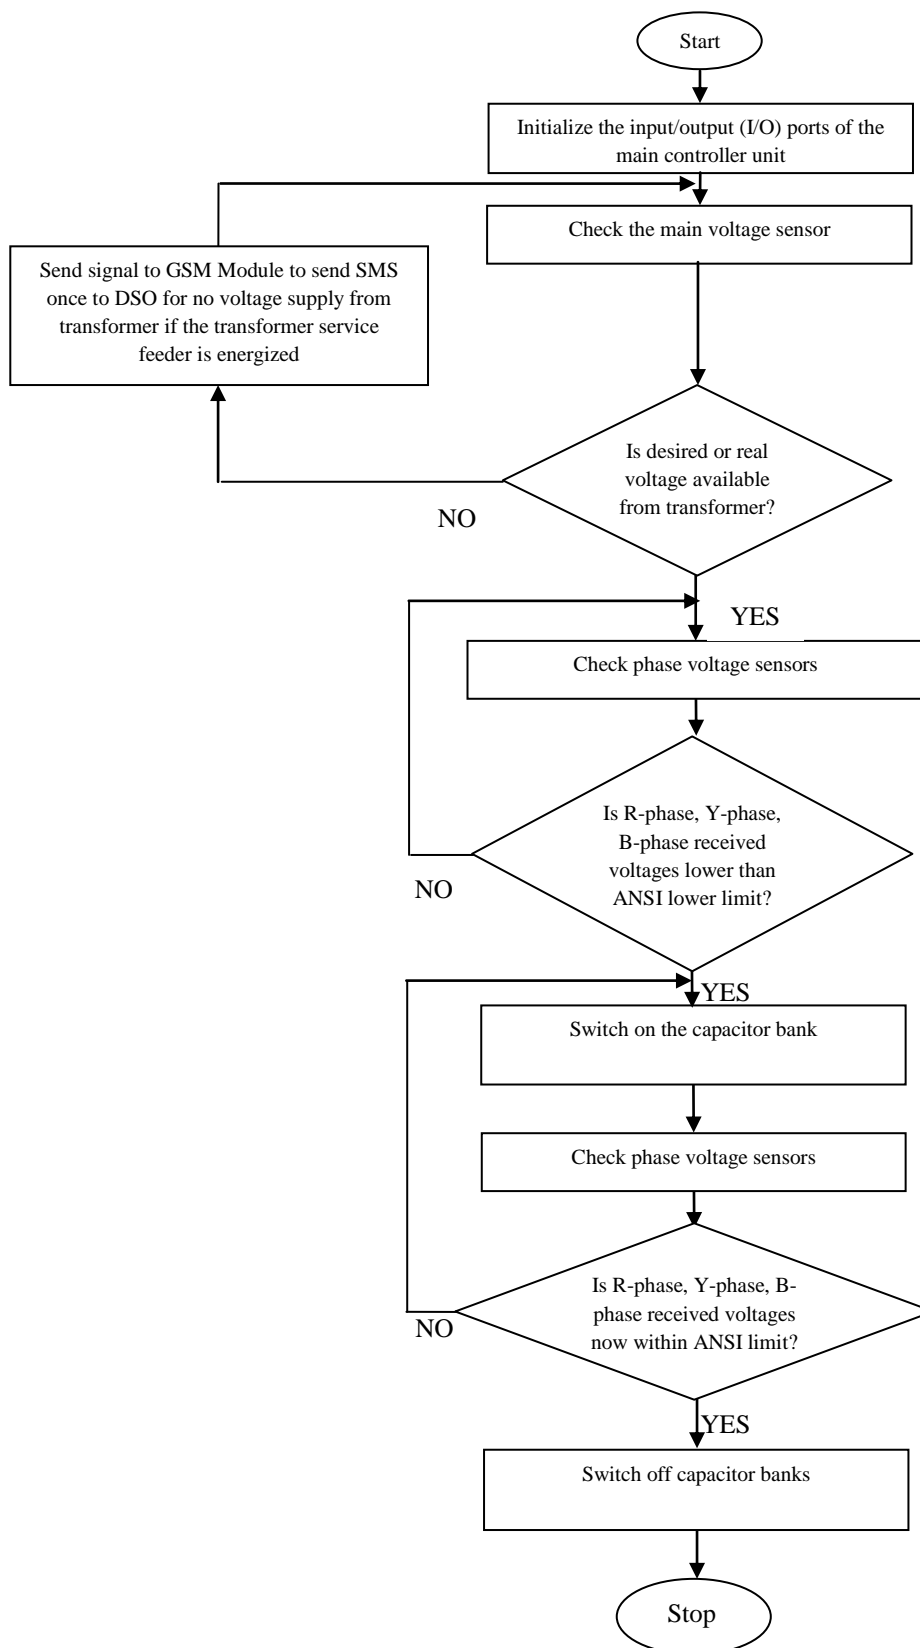 Start
Initialize the input/output (I/O) ports of the
main controller unit
Check the main voltage sensor
Send signal to GSM Module to send SMS
once to DSO for no voltage supply from
transformer if the transformer service
feeder is energized
Is desired or real
voltage available
from transformer?
NO
YES
Check phase voltage sensors
Is R-phase, Y-phase,
B-phase received
voltages lower than
ANSI lower limit?
NO
YES
Switch on the capacitor bank
Check phase voltage sensors
Is R-phase, Y-phase, B-
phase received voltages
now within ANSI limit?
NO
YES
Switch off capacitor banks
Stop